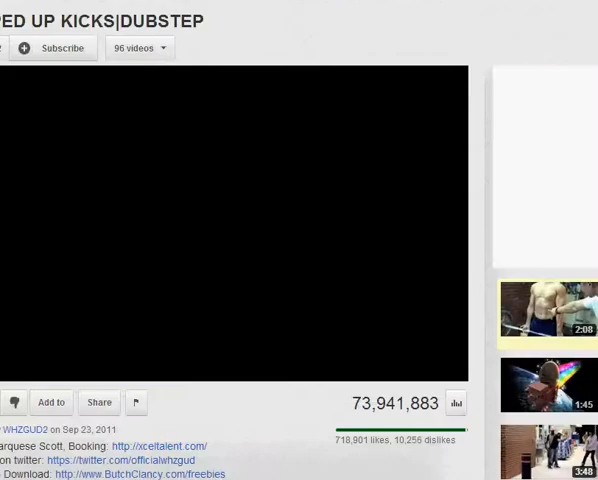 PED UP KICKS|DUBSTEP
2 Subscribe 96 videos
2:08
1:45
Add to Share 73,941,883
WHZGUD2 on Sep 23, 2011
718,901 likes, 10,256 dislikes
arquese Scott, Booking: http://xceltalent.com/
on twitter: https://twitter.com/officialwhzgud
Download: http://www.ButchClancy.com/freebies
3:48